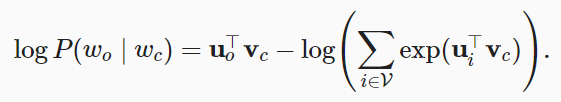 log P(w_o | w_c) = 𝐮_o^⊤ 𝐯_c − log( ∑_{i∈𝒱} exp(𝐮_i^⊤ 𝐯_c) ).